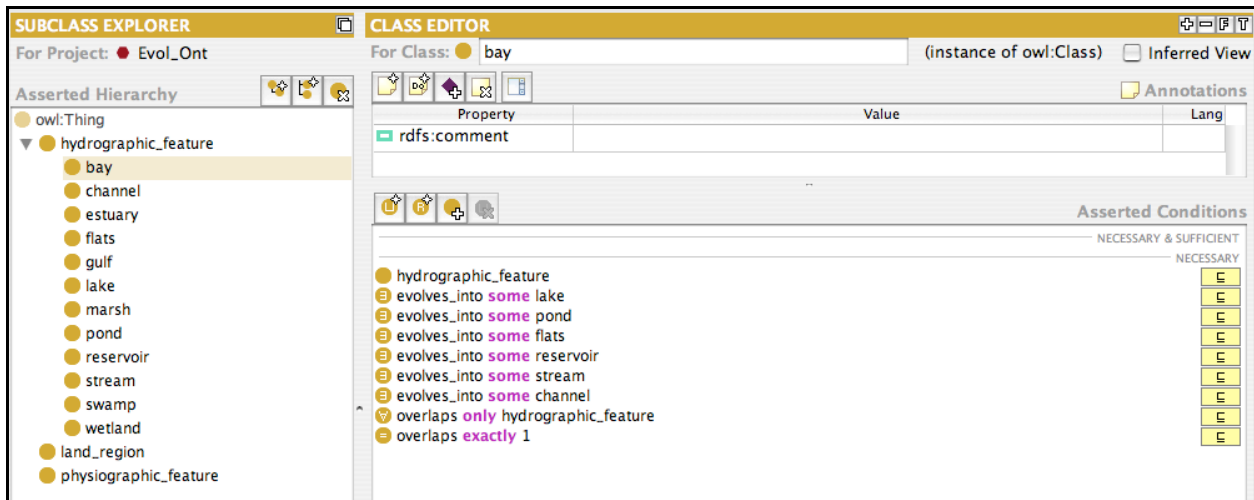 SUBCLASS EXPLORER
For Project: Evol_Ont
Asserted Hierarchy
owl:Thing
hydrographic_feature
bay
channel
estuary
flats
gulf
lake
marsh
pond
reservoir
stream
swamp
wetland
land_region
physiographic_feature
CLASS EDITOR
For Class: bay (instance of owl:Class) Inferred View
Annotations
Property Value Lang
rdfs:comment
Asserted Conditions
NECESSARY & SUFFICIENT
NECESSARY
hydrographic_feature ⊑
∃ evolves_into some lake ⊑
∃ evolves_into some pond ⊑
∃ evolves_into some flats ⊑
∃ evolves_into some reservoir ⊑
∃ evolves_into some stream ⊑
∃ evolves_into some channel ⊑
∀ overlaps only hydrographic_feature ⊑
= overlaps exactly 1 ⊑